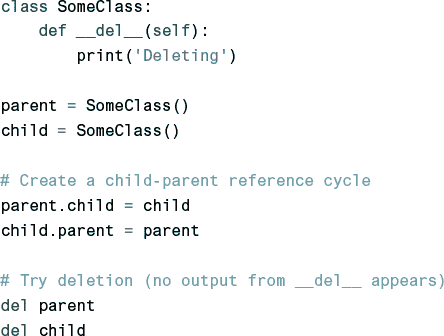 class SomeClass:
    def __del__(self):
        print('Deleting')

parent = SomeClass()
child = SomeClass()

# Create a child-parent reference cycle
parent.child = child
child.parent = parent

# Try deletion (no output from __del__ appears)
del parent
del child